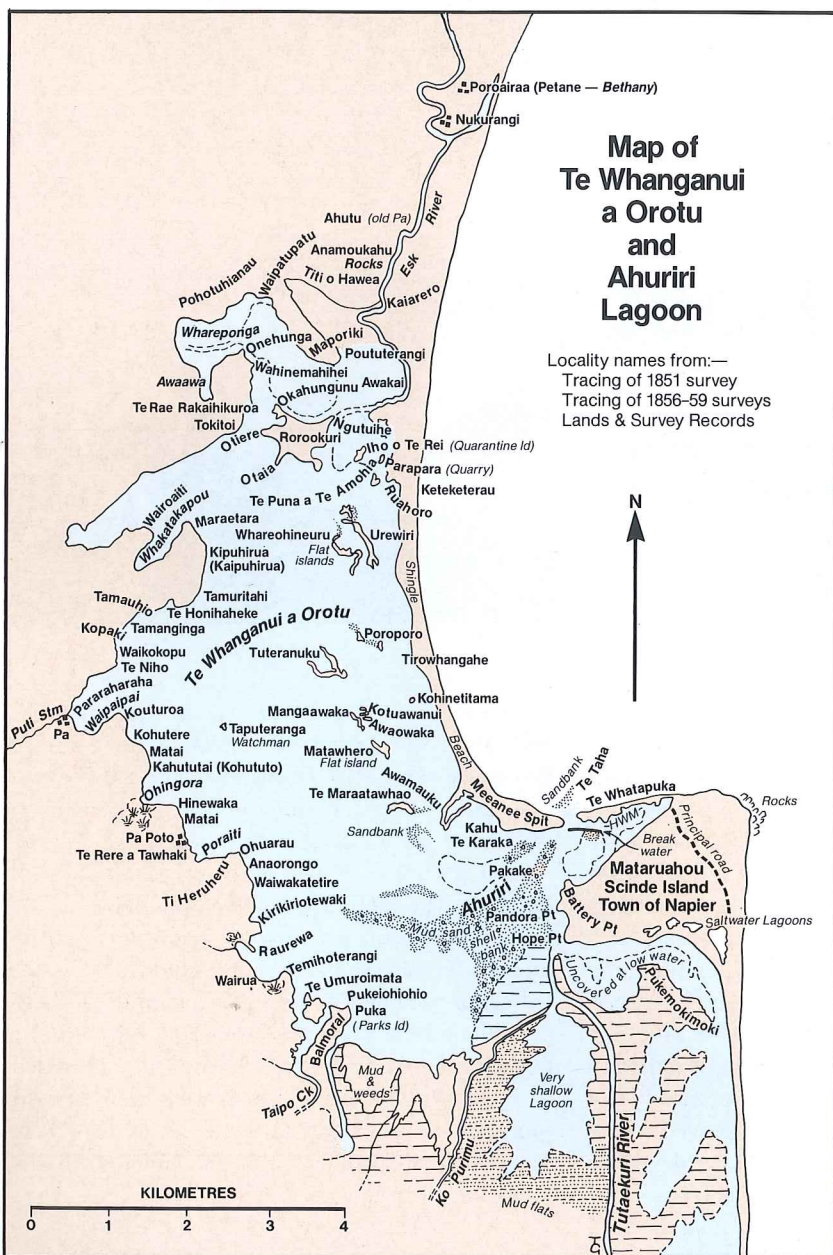 Map of
Te Whanganui
a Orotu
and
Ahuriri
Lagoon
Locality names from:—
Tracing of 1851 survey
Tracing of 1856–59 surveys
Lands & Survey Records
N
Poroairaa (Petane — Bethany)
Nukurangi
Esk River
Ahutu (old Pa)
Anamoukahu
Rocks
Titi o Hawea
Waipatupatu
Pohotuhianau
Kaiarero
Whareponga
Onehunga
Maporiki
Poututerangi
Wahinemahihei
Okahungunu
Awakai
Awaawa
Te Rae Rakaihikuroa
Tokitoi
Otiere
Rorookuri
Ngutuihe
Iho o Te Rei (Quarantine Id)
Parapara (Quarry)
Otaia
Te Puna a Te Amohia
Ruahoro
Keteketerau
Wairoaiti
Whakatakapou
Maraetara
Whareohineuru
Flat
islands
Urewiri
Kipuhirua
(Kaipuhirua)
Shingle
Beach
Tamauhio
Tamuritahi
Te Honihaheke
Kopaki
Tamanginga
Te Whanganui a Orotu
Poroporo
Waikokopu
Te Niho
Tuteranuku
Tirowhangahe
Pararaharaha
Waipaipai
Puti Stm
Pa
Kouturoa
Kohinetitama
Mangaawaka
Kotuawanui
Awaowaka
Taputeranga
Watchman
Kohutere
Matai
Matawhero
Flat island
Kahututai (Kohututo)
Ohingora
Awamauku
Te Maraatawhao
Meeanee Spit
Sandbank
Te Taha
Te Whatapuka
Rocks
Hinewaka
Matai
Pa Poto
Te Rere a Tawhaki
Poraiti
Sandbank
Kahu
Te Karaka
HWM
Principal road
Break
water
Ohuarau
Anaorongo
Ti Heruheru
Waiwakatetire
Pakake
Mataruahou
Scinde Island
Town of Napier
Ahuriri
Kirikiriotewaki
Mud, sand &
shell
bank
Pandora Pt
Battery Pt
Saltwater Lagoons
Hope Pt
Raurewa
Temihoterangi
Wairua
Te Umuroimata
Pukeiohiohio
Puka
(Parks Id)
Uncovered at low water
Pukemokimoki
Balmoral
Taipo Ck
Mud
&
weeds
Very
shallow
Lagoon
Ko Purimu
Tutaekuri River
Mud flats
KILOMETRES
0 1 2 3 4